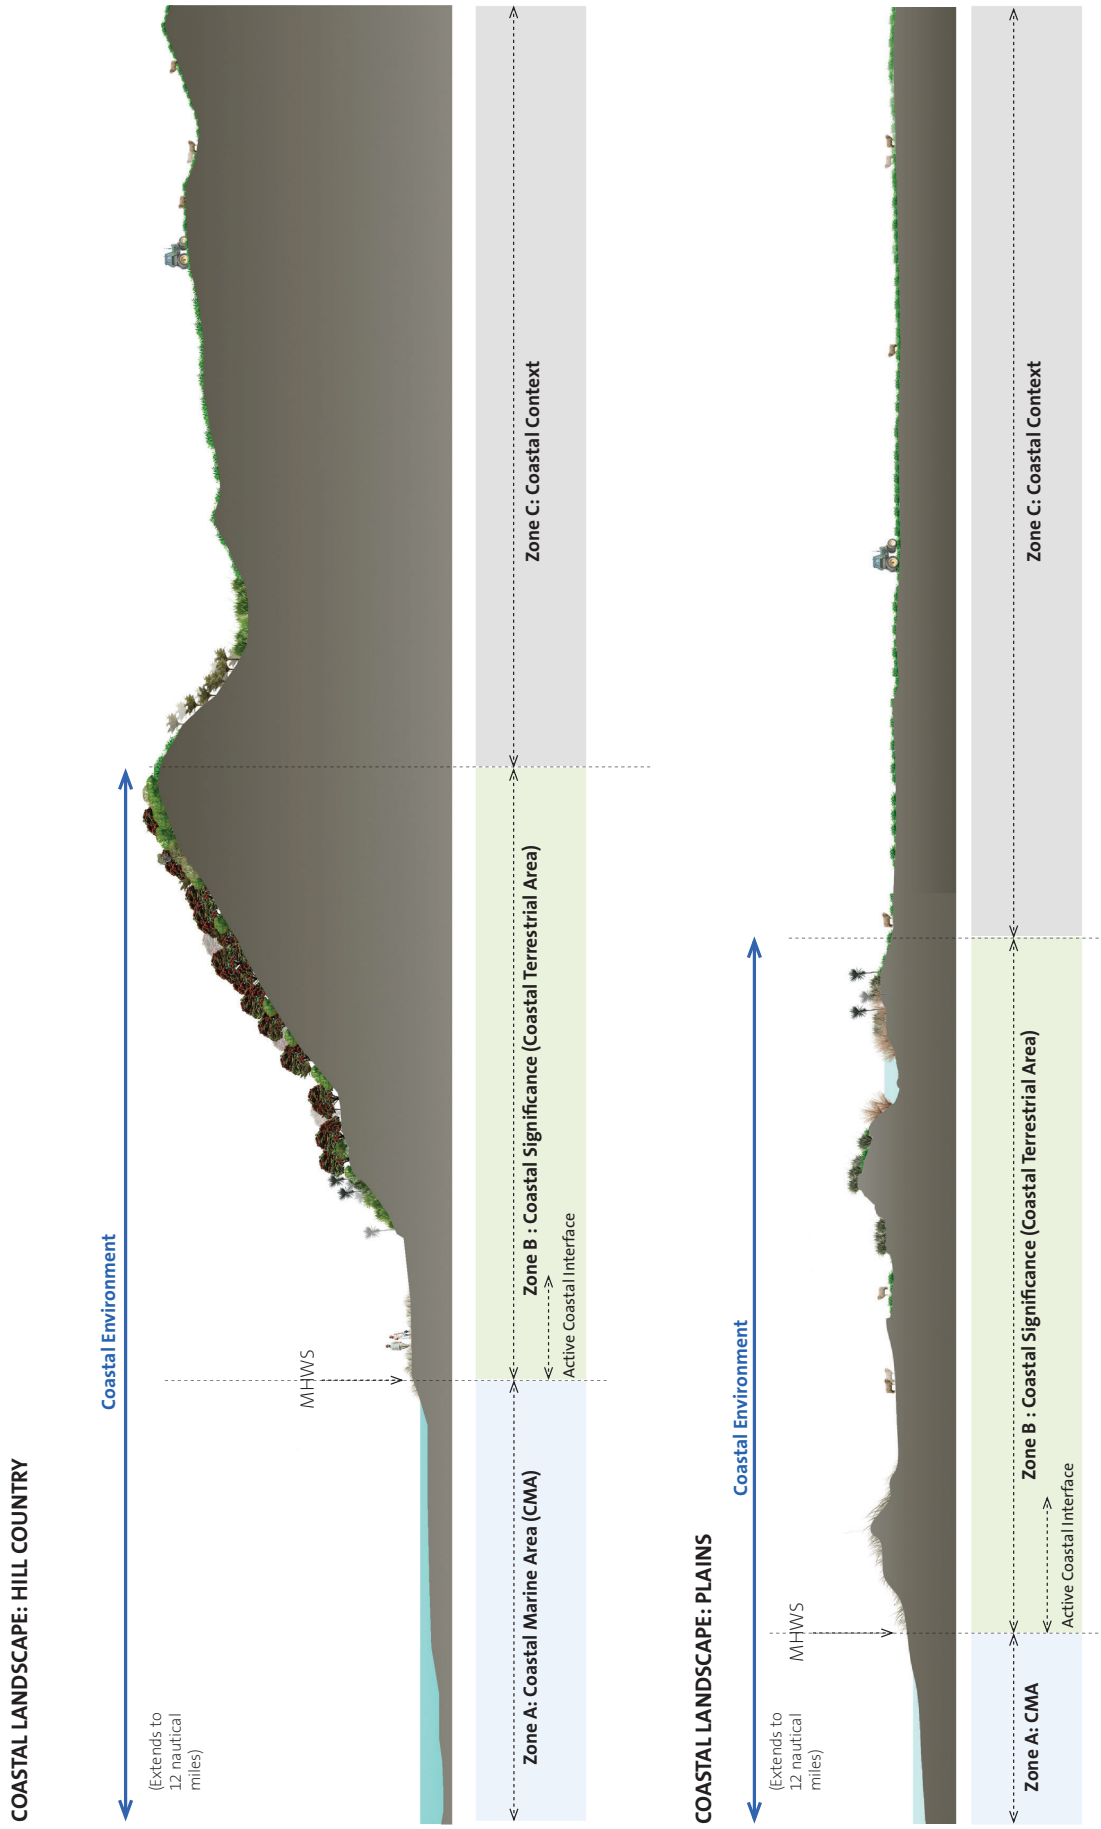 COASTAL LANDSCAPE: HILL COUNTRY
Coastal Environment
(Extends to
12 nautical
miles)
MHWS
Zone A: Coastal Marine Area (CMA)
Zone B : Coastal Significance (Coastal Terrestrial Area)
Zone C: Coastal Context
Active Coastal Interface
COASTAL LANDSCAPE: PLAINS
Coastal Environment
(Extends to
12 nautical
miles)
MHWS
Zone A: CMA
Zone B : Coastal Significance (Coastal Terrestrial Area)
Zone C: Coastal Context
Active Coastal Interface